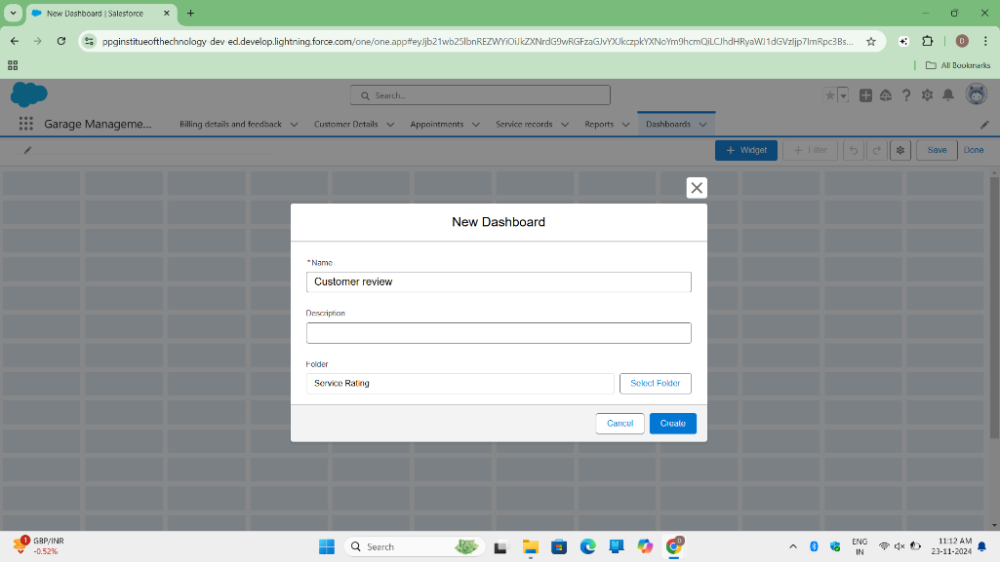 New Dashboard | Salesforce
ppginstitueofthechnology-dev-ed.develop.lightning.force.com/one/one.app#eyJjb21wb25lbnREZWYiOiJkZXNrdG9wRGFzaGJvYXJkczpkYXNoYm9hcmQiLCJhdHRyaWJ1dGVzIjp7ImRpc3Bs...
D
All Bookmarks
Search...
Garage Manageme...
Billing details and feedback
Customer Details
Appointments
Service records
Reports
Dashboards
+ Widget
+ Filter
Save
Done
New Dashboard
*Name
Customer review
Description
Folder
Service Rating
Select Folder
Cancel
Create
1
GBP/INR
-0.52%
Search
D
ENG
IN
11:12 AM
23-11-2024